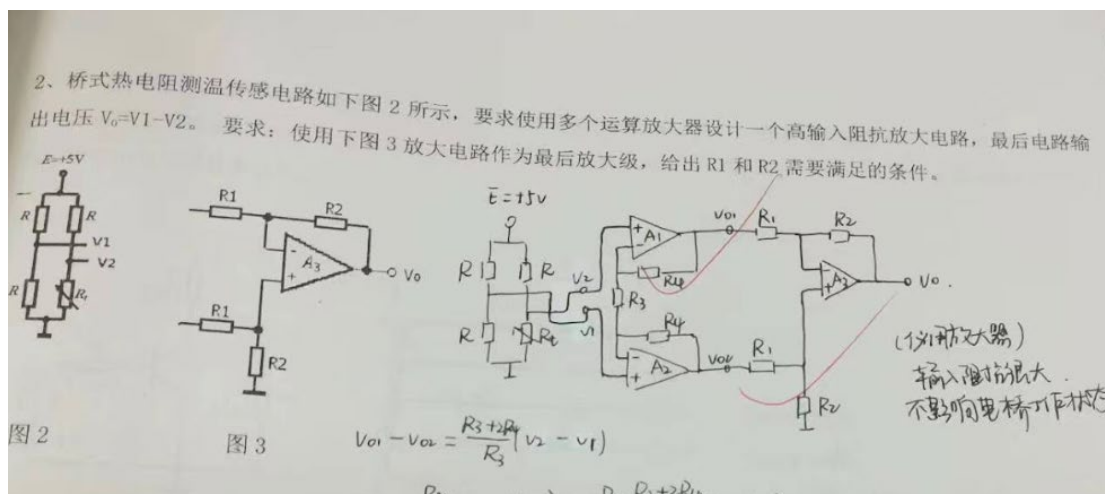 2、桥式热电阻测温传感电路如下图 2 所示，要求使用多个运算放大器设计一个高输入阻抗放大电路，最后电路输
出电压 Vₒ=V1-V2。 要求：使用下图 3 放大电路作为最后放大级，给出 R1 和 R2 需要满足的条件。
E=+5V
R
R
V1
V2
R
Rt
图 2
R1
R2
-
A3
+
Vo
R1
R2
图 3
E=+5V
R
R
R
Rt
V2
V1
+
-
A1
R4
R3
R4
-
+
A2
Vo1
Vo2
R1
R1
R2
-
+
A3
Vo
R2
(仪用放大器)
输入阻抗很大
不影响电桥工作状态
Vo1 - Vo2 = (R3+2R4)/R3 (V2 - V1)